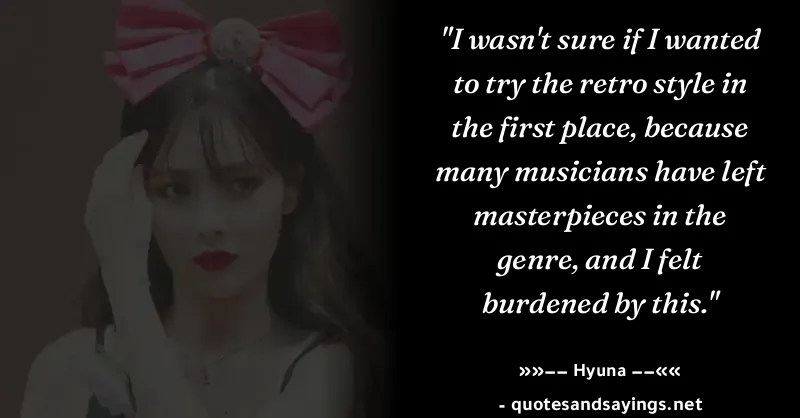 "I wasn't sure if I wanted
to try the retro style in
the first place, because
many musicians have left
masterpieces in the
genre, and I felt
burdened by this."
»»−− Hyuna −−««
- quotesandsayings.net